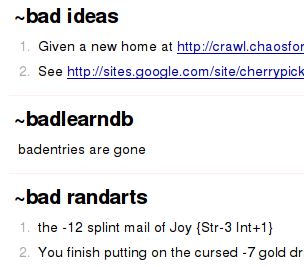 ~bad ideas
1. Given a new home at http://crawl.chaosfor
2. See http://sites.google.com/site/cherrypick
~badlearndb
badentries are gone
~bad randarts
1. the -12 splint mail of Joy {Str-3 Int+1}
2. You finish putting on the cursed -7 gold dr